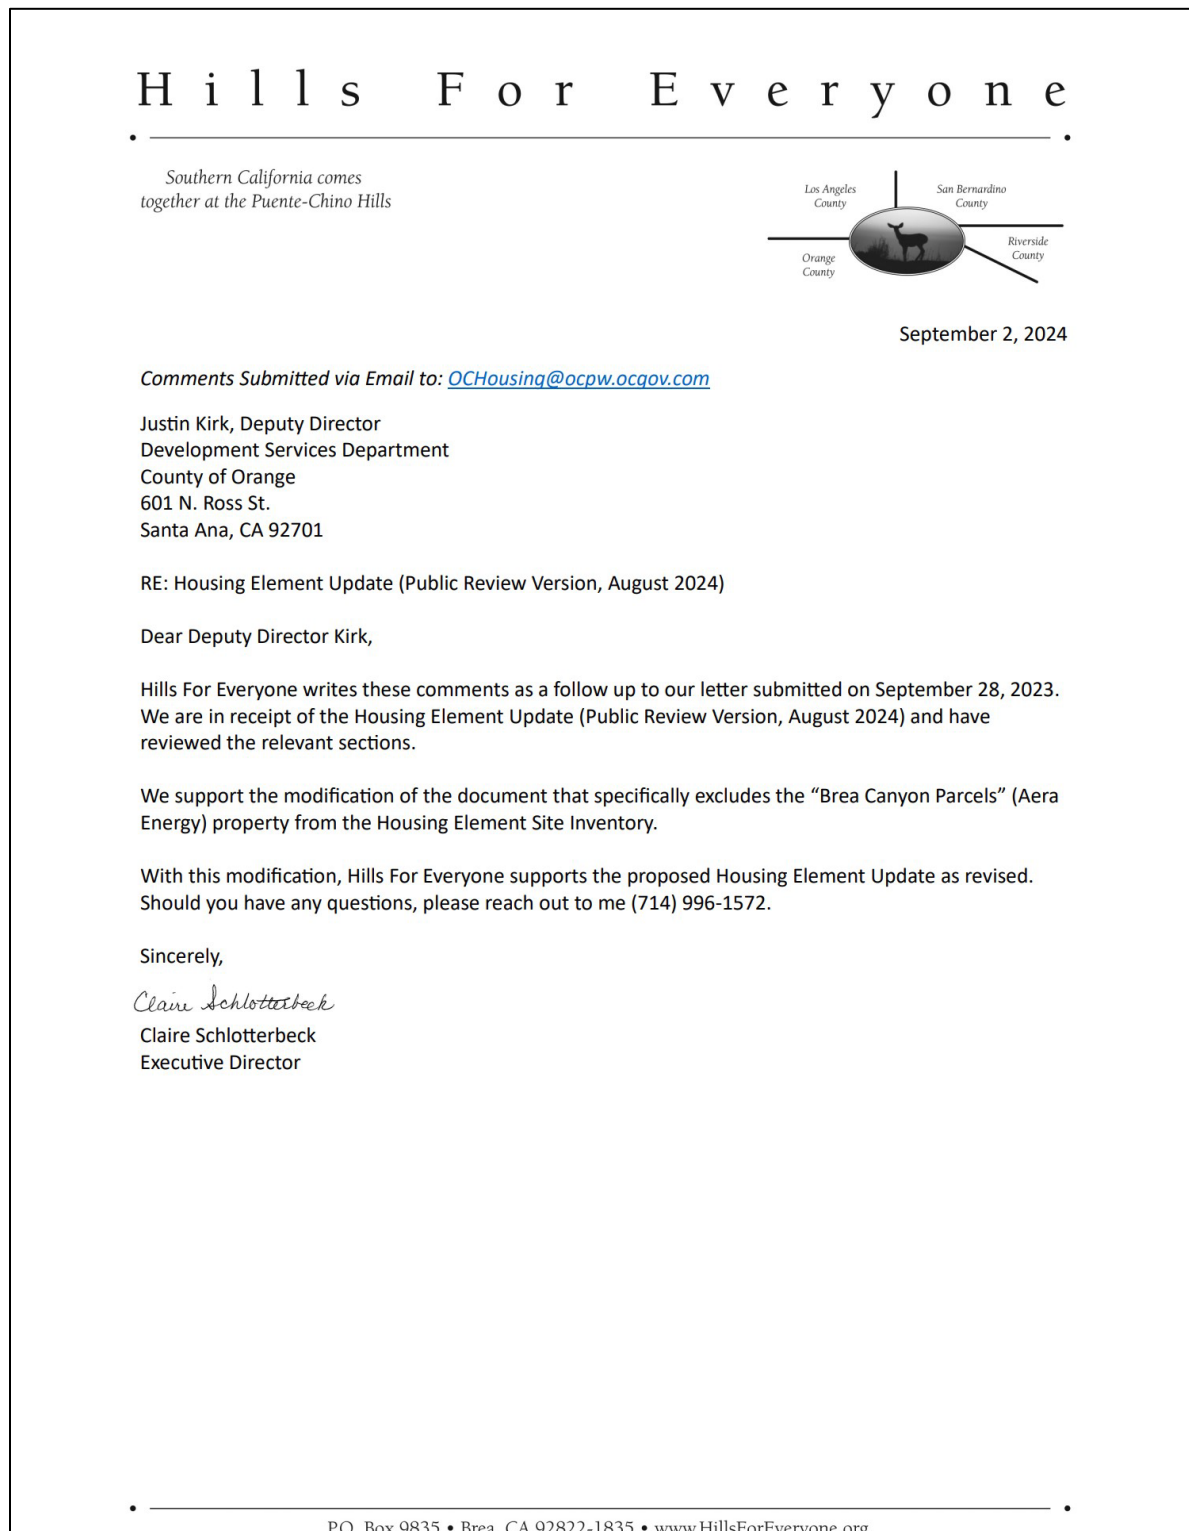 Hills For Everyone
Southern California comes
together at the Puente-Chino Hills
Los Angeles
County
San Bernardino
County
Orange
County
Riverside
County
September 2, 2024
Comments Submitted via Email to: OCHousing@ocpw.ocgov.com
Justin Kirk, Deputy Director
Development Services Department
County of Orange
601 N. Ross St.
Santa Ana, CA 92701
RE: Housing Element Update (Public Review Version, August 2024)
Dear Deputy Director Kirk,
Hills For Everyone writes these comments as a follow up to our letter submitted on September 28, 2023.
We are in receipt of the Housing Element Update (Public Review Version, August 2024) and have
reviewed the relevant sections.
We support the modification of the document that specifically excludes the “Brea Canyon Parcels” (Aera
Energy) property from the Housing Element Site Inventory.
With this modification, Hills For Everyone supports the proposed Housing Element Update as revised.
Should you have any questions, please reach out to me (714) 996-1572.
Sincerely,
Claire Schlotterbeck
Claire Schlotterbeck
Executive Director
P.O. Box 9835 • Brea, CA 92822-1835 • www.HillsForEveryone.org